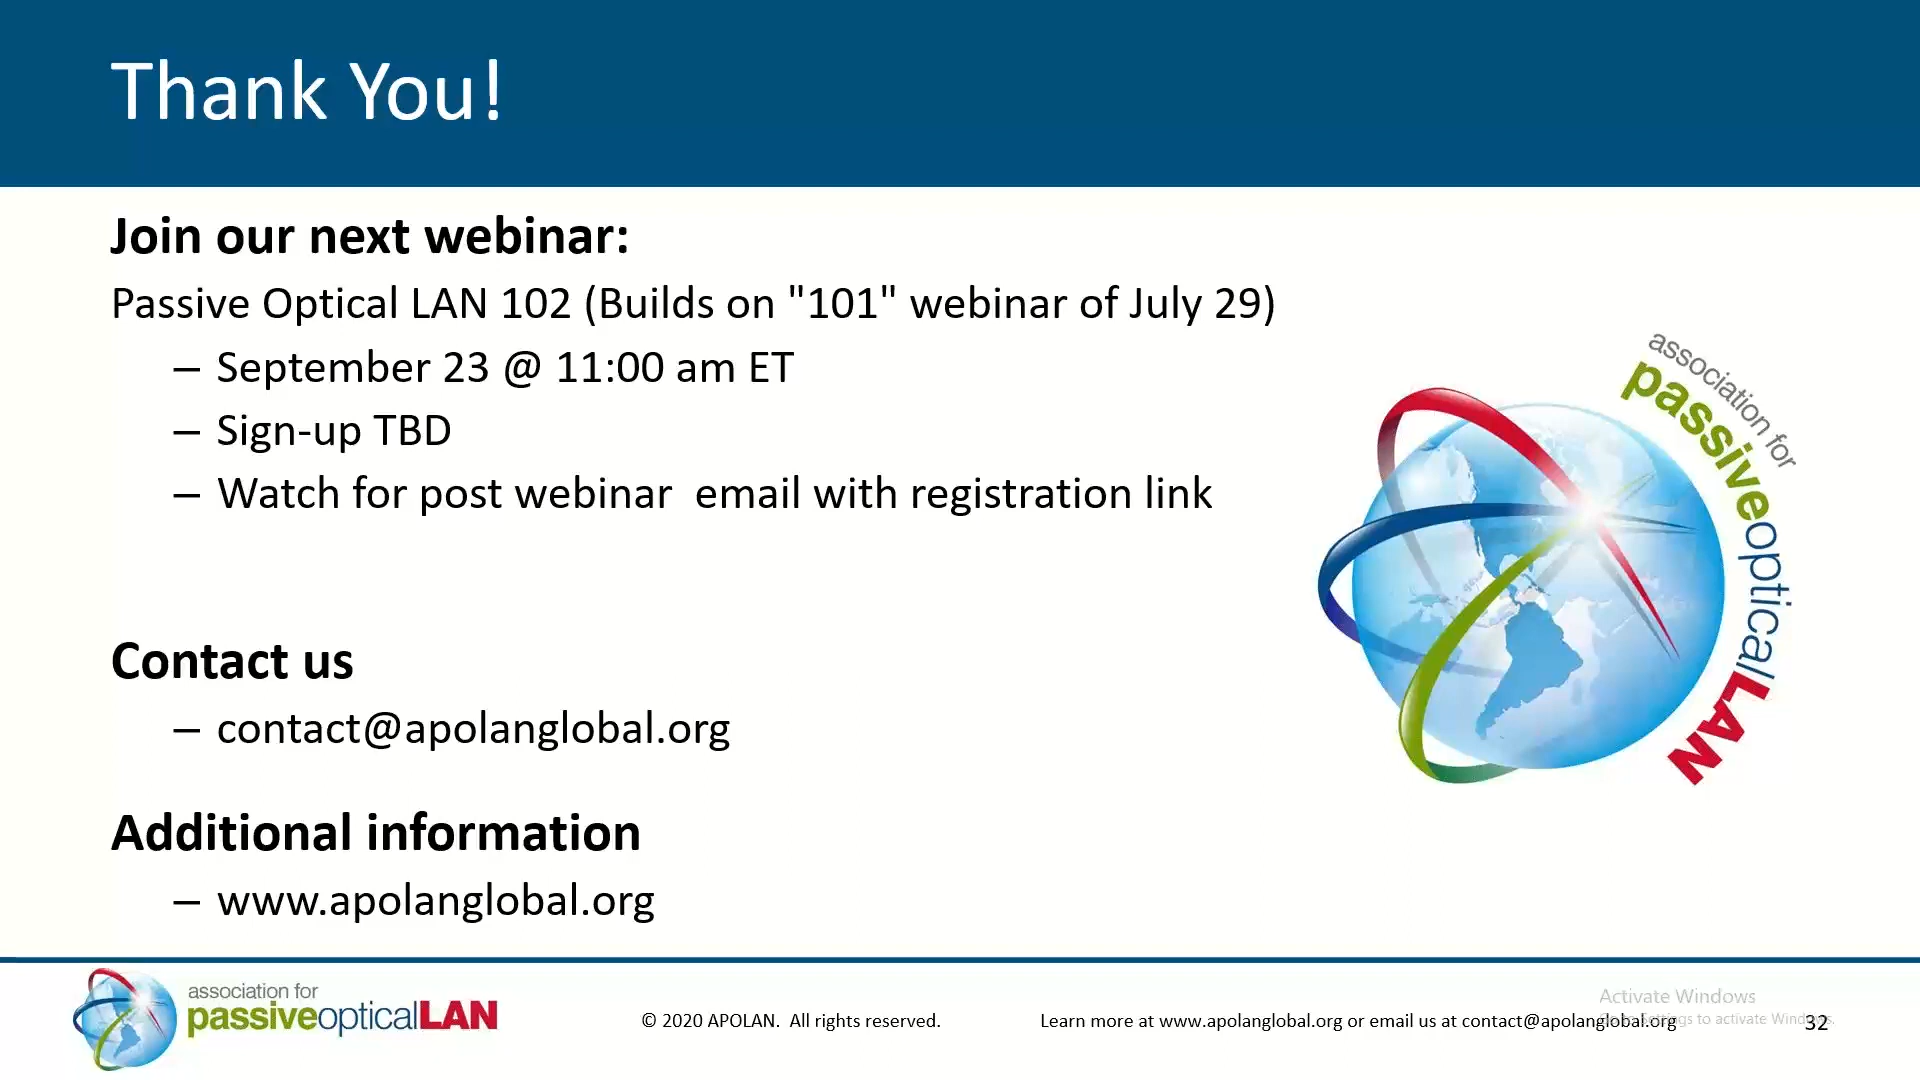 Thank You!
Join our next webinar:
Passive Optical LAN 102 (Builds on "101" webinar of July 29)
– September 23 @ 11:00 am ET
– Sign-up TBD
– Watch for post webinar  email with registration link
association for
passiveopticalLAN
Contact us
– contact@apolanglobal.org
Additional information
– www.apolanglobal.org
association for
passiveopticalLAN
© 2020 APOLAN.  All rights reserved.
Learn more at www.apolanglobal.org or email us at contact@apolanglobal.org
32
Activate Windows
Go to Settings to activate Windows.